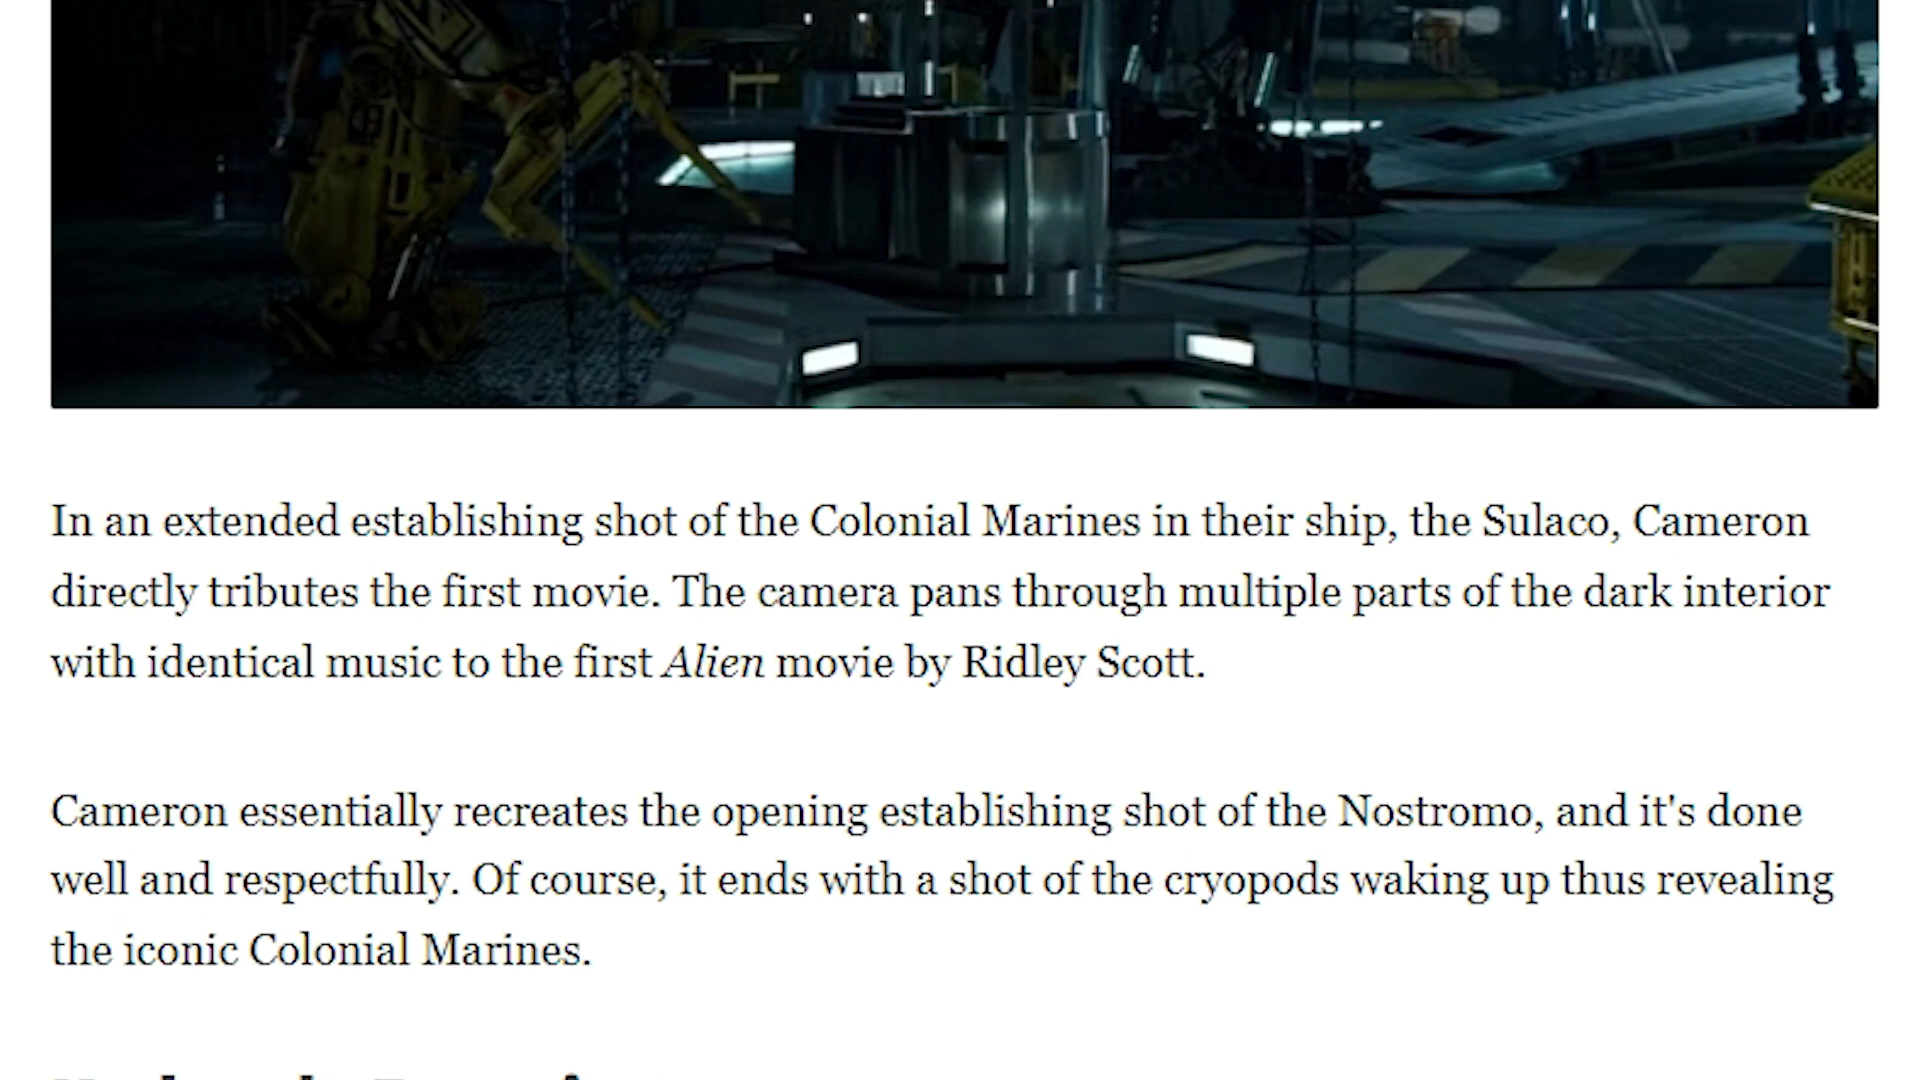 In an extended establishing shot of the Colonial Marines in their ship, the Sulaco, Cameron
directly tributes the first movie. The camera pans through multiple parts of the dark interior
with identical music to the first Alien movie by Ridley Scott.
Cameron essentially recreates the opening establishing shot of the Nostromo, and it's done
well and respectfully. Of course, it ends with a shot of the cryopods waking up thus revealing
the iconic Colonial Marines.